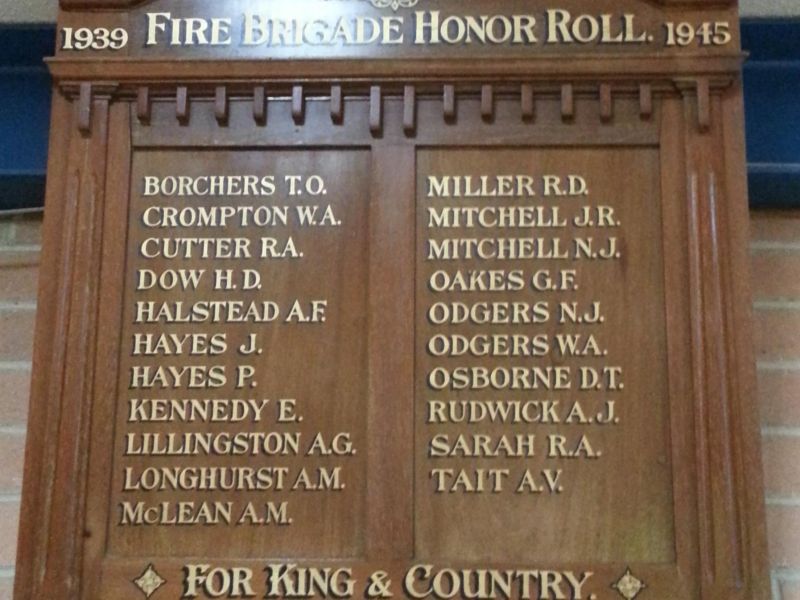 1939 FIRE BRIGADE HONOR ROLL. 1945
BORCHERS T.O.
CROMPTON W.A.
CUTTER R.A.
DOW H.D.
HALSTEAD A.F.
HAYES J.
HAYES P.
KENNEDY E.
LILLINGSTON A.G.
LONGHURST A.M.
McLEAN A.M.
MILLER R.D.
MITCHELL J.R.
MITCHELL N.J.
OAKES G.F.
ODGERS N.J.
ODGERS W.A.
OSBORNE D.T.
RUDWICK A.J.
SARAH R.A.
TAIT A.V.
FOR KING & COUNTRY.